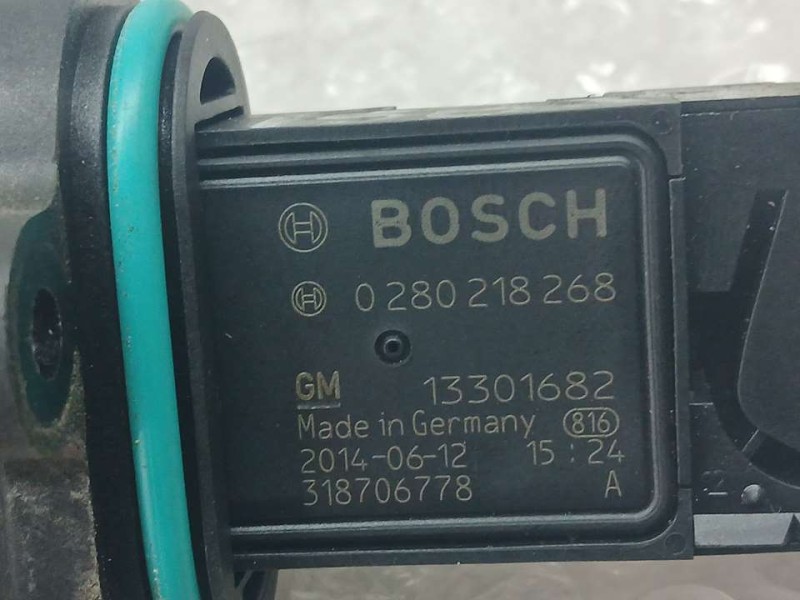 BOSCH
0 280 218 268
GM 13301682
Made in Germany 816
2014-06-12 15:24
318706778 A